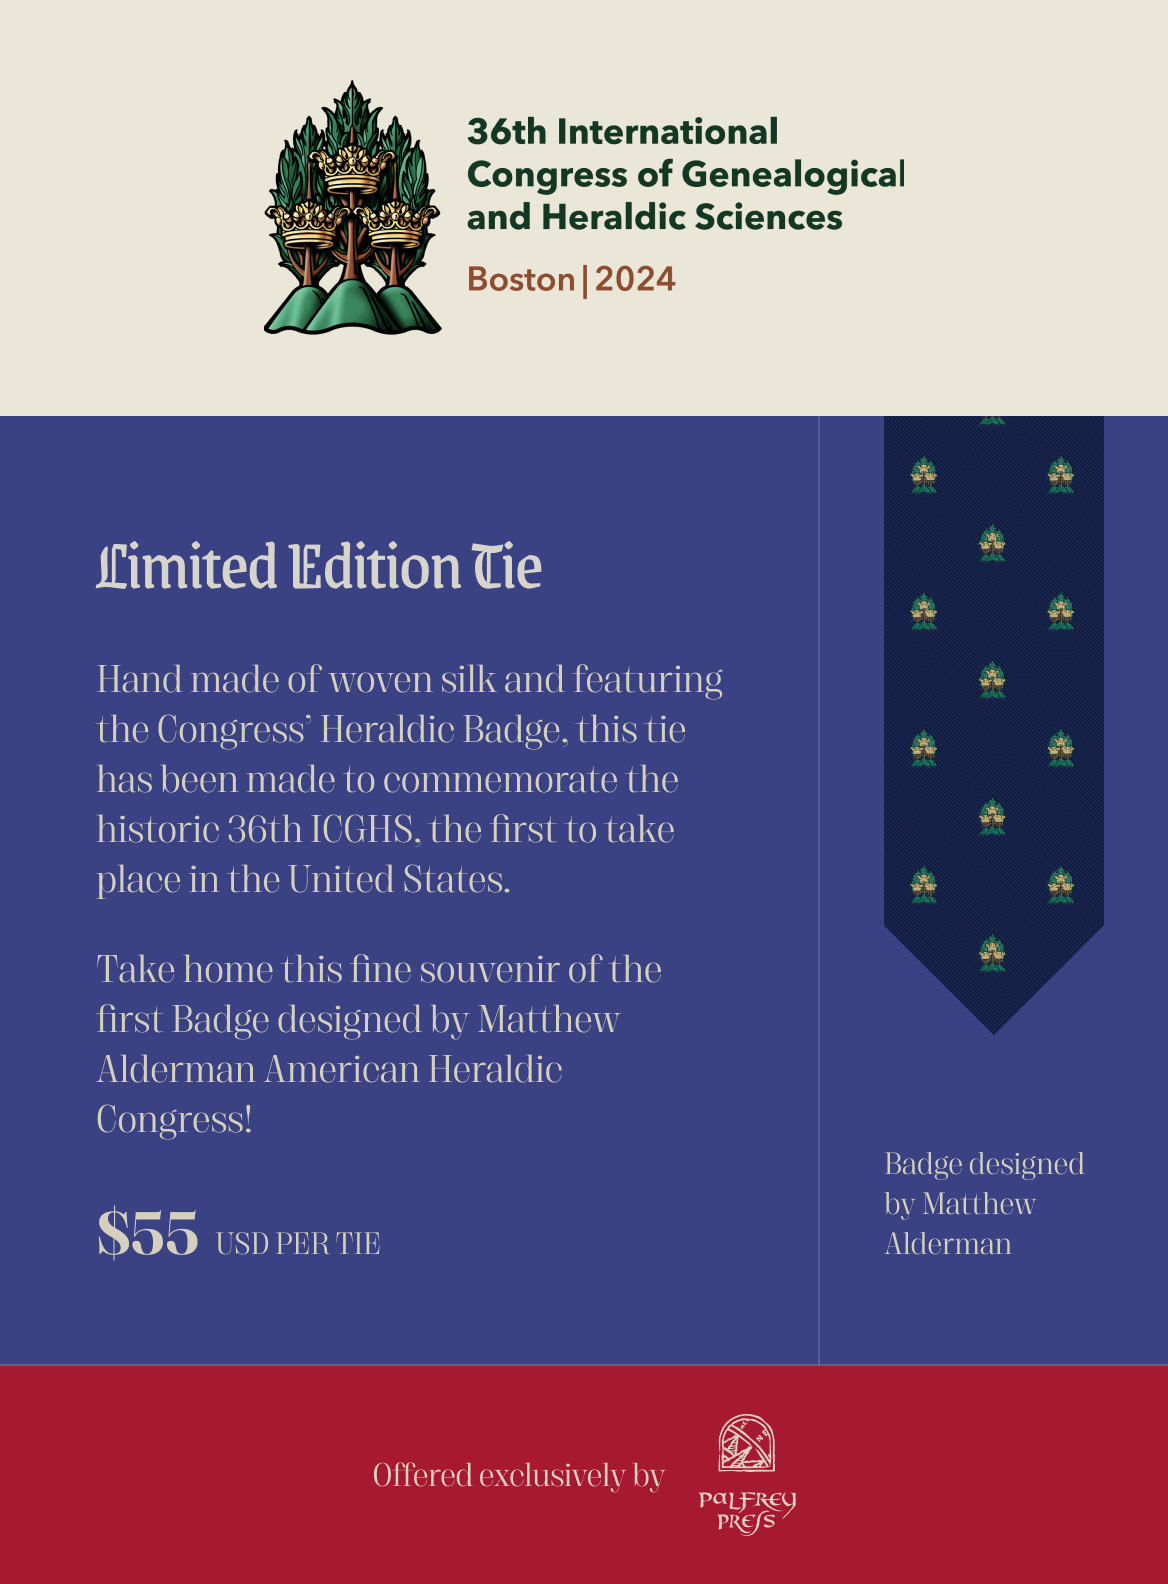 36th International
Congress of Genealogical
and Heraldic Sciences
Boston|2024
Limited Edition Tie
Hand made of woven silk and featuring
the Congress’ Heraldic Badge, this tie
has been made to commemorate the
historic 36th ICGHS, the first to take
place in the United States.
Take home this fine souvenir of the
first Badge designed by Matthew
Alderman American Heraldic
Congress!
$55 USD PER TIE
Badge designed
by Matthew
Alderman
Offered exclusively by
PALFREY
PRESS